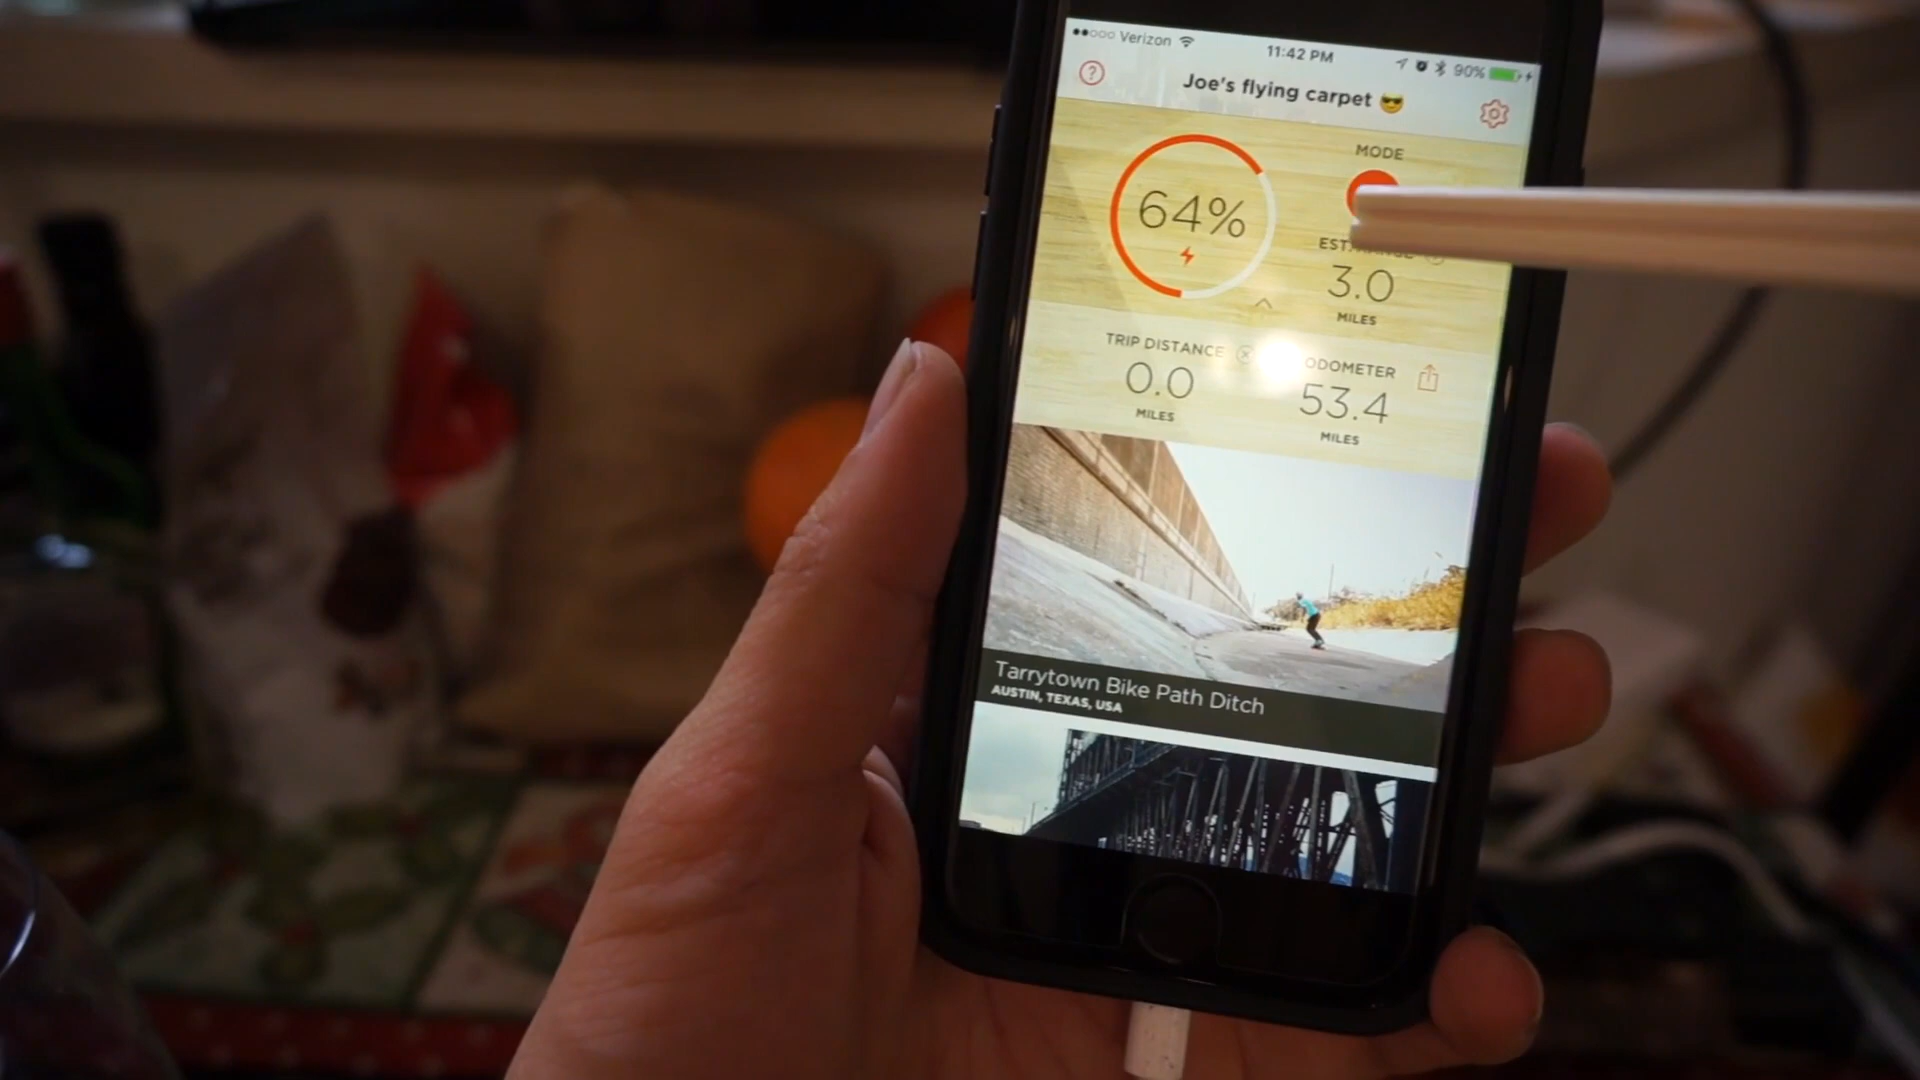 Verizon
11:42 PM
90%
?
Joe's flying carpet 😎
64%
MODE
EST.
3.0
MILES
TRIP DISTANCE
0.0
MILES
ODOMETER
53.4
MILES
Tarrytown Bike Path Ditch
AUSTIN, TEXAS, USA